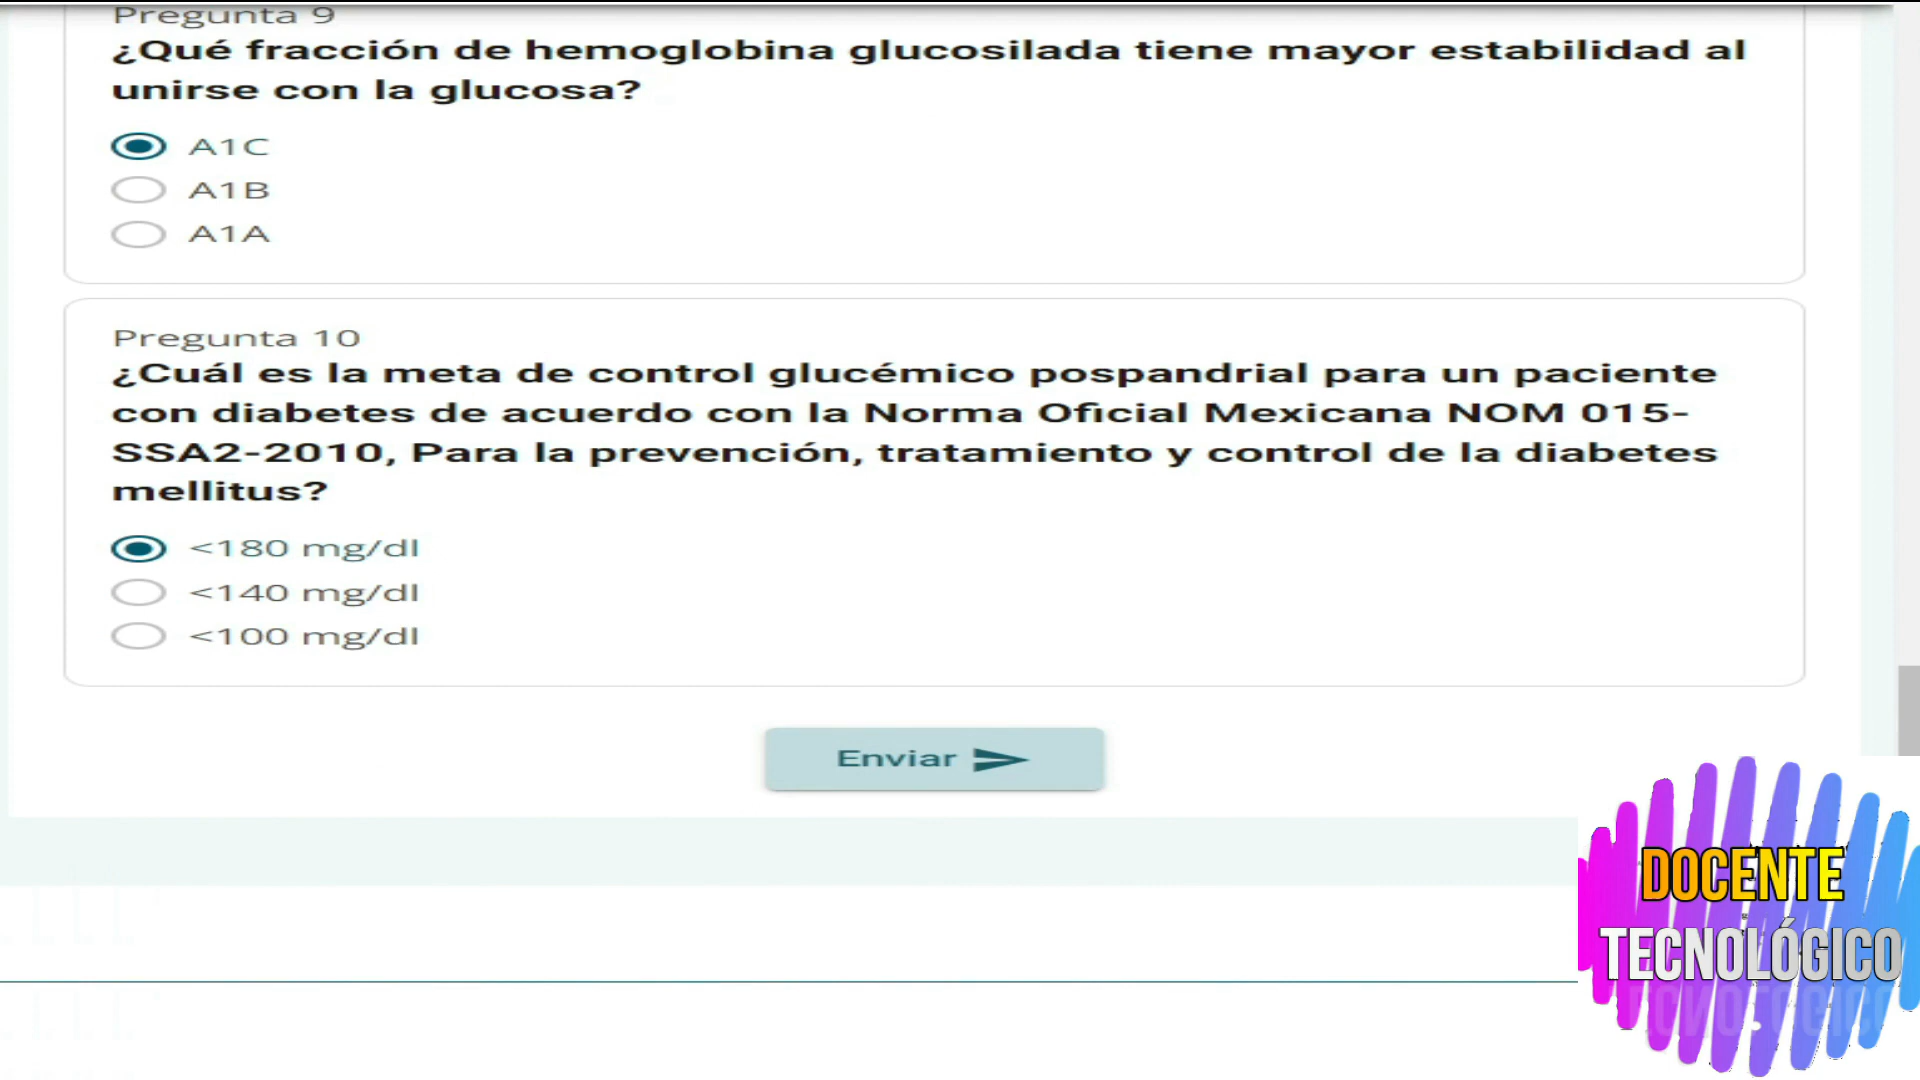 Pregunta 9
¿Qué fracción de hemoglobina glucosilada tiene mayor estabilidad al
unirse con la glucosa?
A1C
A1B
A1A
Pregunta 10
¿Cuál es la meta de control glucémico pospandrial para un paciente
con diabetes de acuerdo con la Norma Oficial Mexicana NOM 015-
SSA2-2010, Para la prevención, tratamiento y control de la diabetes
mellitus?
<180 mg/dl
<140 mg/dl
<100 mg/dl
Enviar
DOCENTE
TECNOLÓGICO